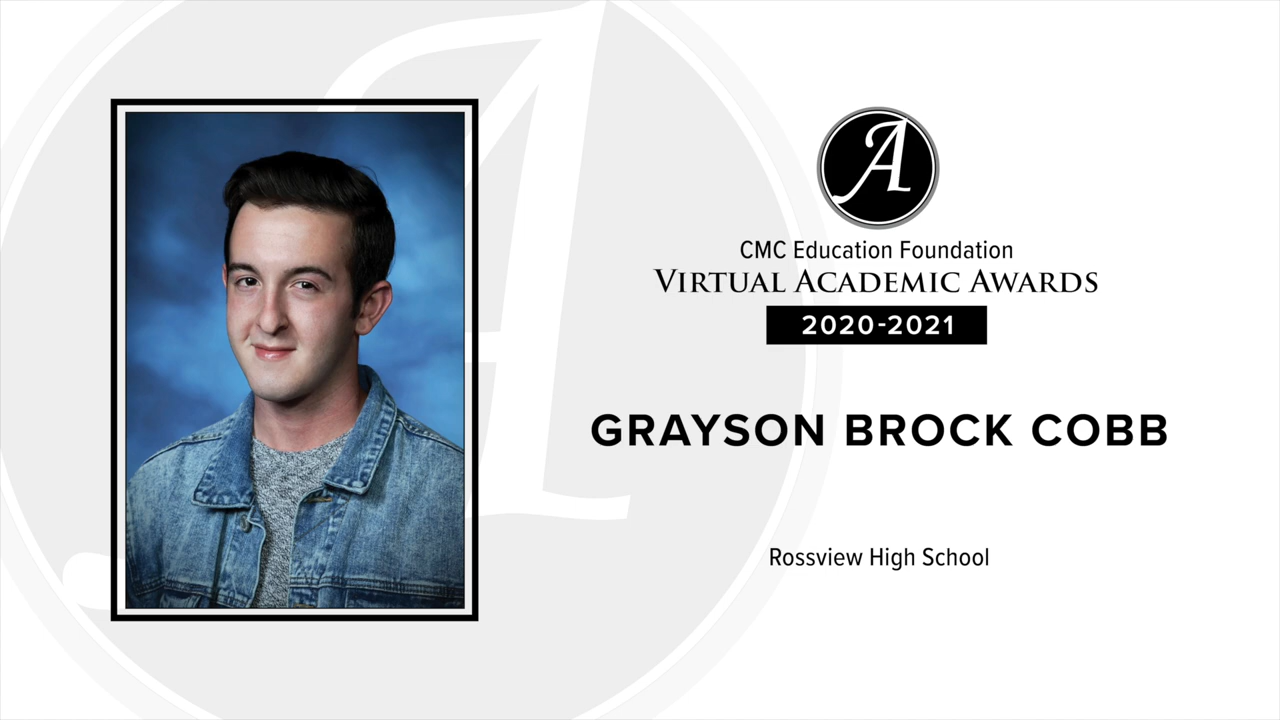 A
CMC Education Foundation
VIRTUAL ACADEMIC AWARDS
2020-2021
GRAYSON BROCK COBB
Rossview High School